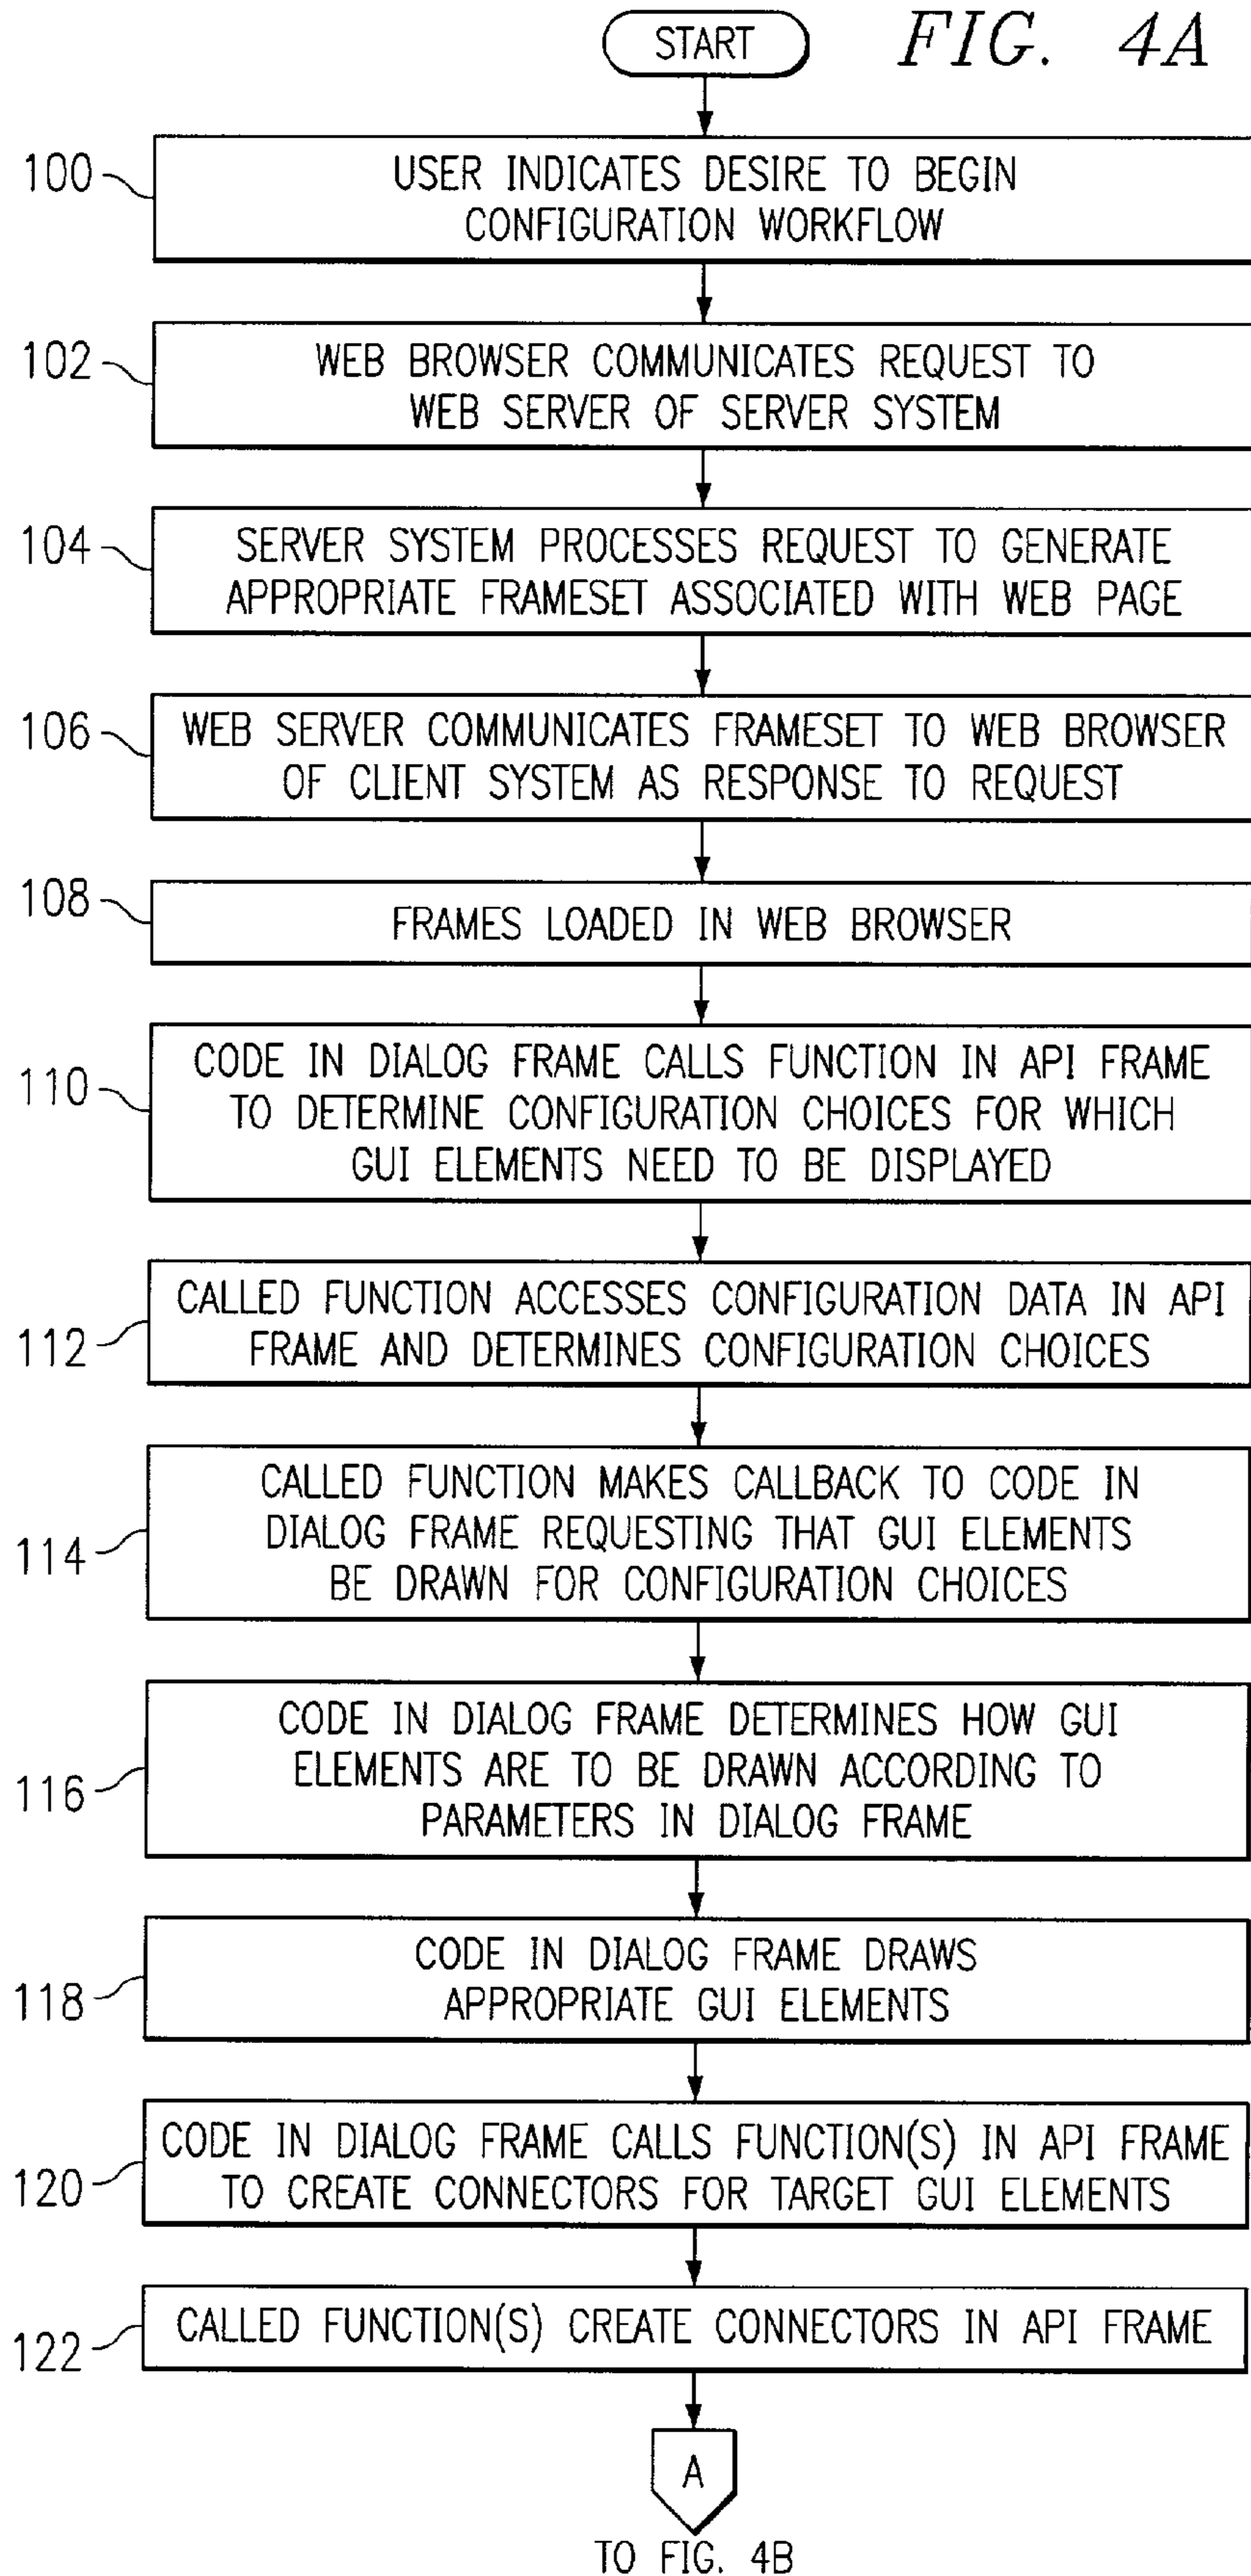 START
FIG. 4A
100
USER INDICATES DESIRE TO BEGIN
CONFIGURATION WORKFLOW
102
WEB BROWSER COMMUNICATES REQUEST TO
WEB SERVER OF SERVER SYSTEM
104
SERVER SYSTEM PROCESSES REQUEST TO GENERATE
APPROPRIATE FRAMESET ASSOCIATED WITH WEB PAGE
106
WEB SERVER COMMUNICATES FRAMESET TO WEB BROWSER
OF CLIENT SYSTEM AS RESPONSE TO REQUEST
108
FRAMES LOADED IN WEB BROWSER
110
CODE IN DIALOG FRAME CALLS FUNCTION IN API FRAME
TO DETERMINE CONFIGURATION CHOICES FOR WHICH
GUI ELEMENTS NEED TO BE DISPLAYED
112
CALLED FUNCTION ACCESSES CONFIGURATION DATA IN API
FRAME AND DETERMINES CONFIGURATION CHOICES
114
CALLED FUNCTION MAKES CALLBACK TO CODE IN
DIALOG FRAME REQUESTING THAT GUI ELEMENTS
BE DRAWN FOR CONFIGURATION CHOICES
116
CODE IN DIALOG FRAME DETERMINES HOW GUI
ELEMENTS ARE TO BE DRAWN ACCORDING TO
PARAMETERS IN DIALOG FRAME
118
CODE IN DIALOG FRAME DRAWS
APPROPRIATE GUI ELEMENTS
120
CODE IN DIALOG FRAME CALLS FUNCTION(S) IN API FRAME
TO CREATE CONNECTORS FOR TARGET GUI ELEMENTS
122
CALLED FUNCTION(S) CREATE CONNECTORS IN API FRAME
A
TO FIG. 4B